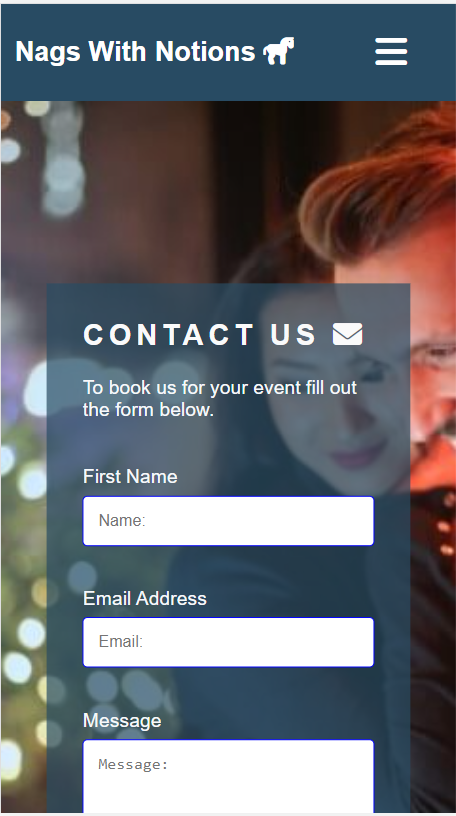 Nags With Notions
CONTACT US
To book us for your event fill out
the form below.
First Name
Name:
Email Address
Email:
Message
Message: